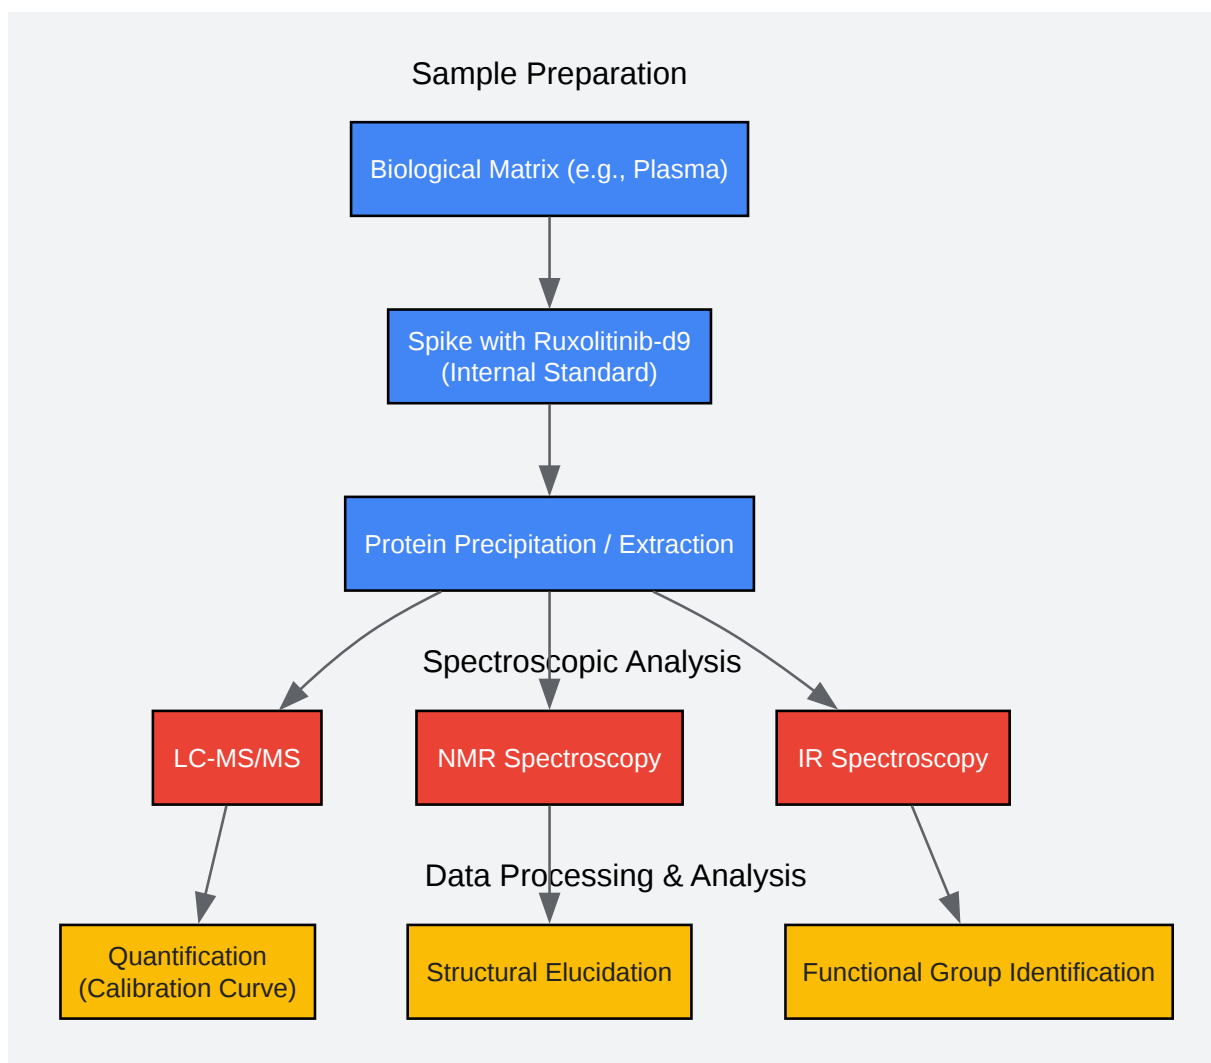 Sample Preparation
Biological Matrix (e.g., Plasma)
Spike with Ruxolitinib-d9
(Internal Standard)
Protein Precipitation / Extraction
Spectroscopic Analysis
LC-MS/MS
NMR Spectroscopy
IR Spectroscopy
Data Processing & Analysis
Quantification
(Calibration Curve)
Structural Elucidation
Functional Group Identification